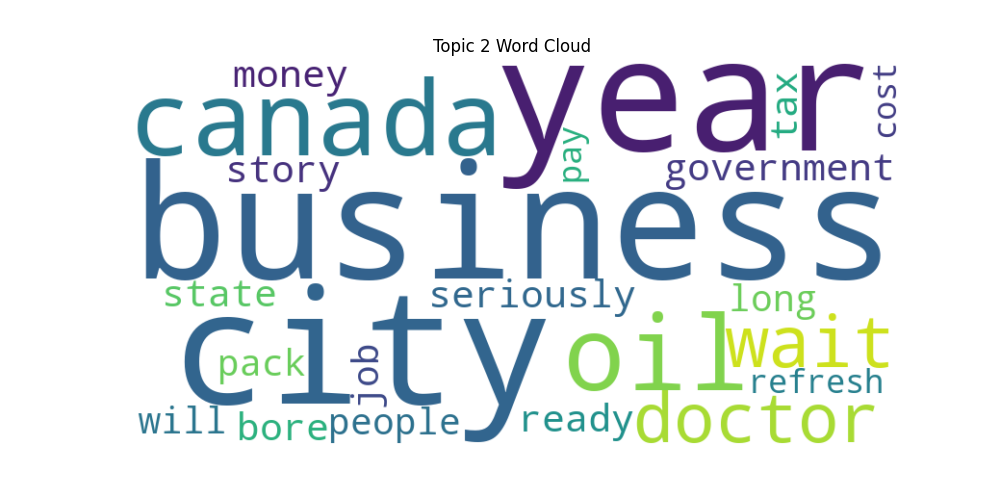 Topic 2 Word Cloud
money
year
tax
cost
canada
pay
story
government
business
state
seriously
long
city
oil
wait
pack
job
refresh
will
bore
people
ready
doctor